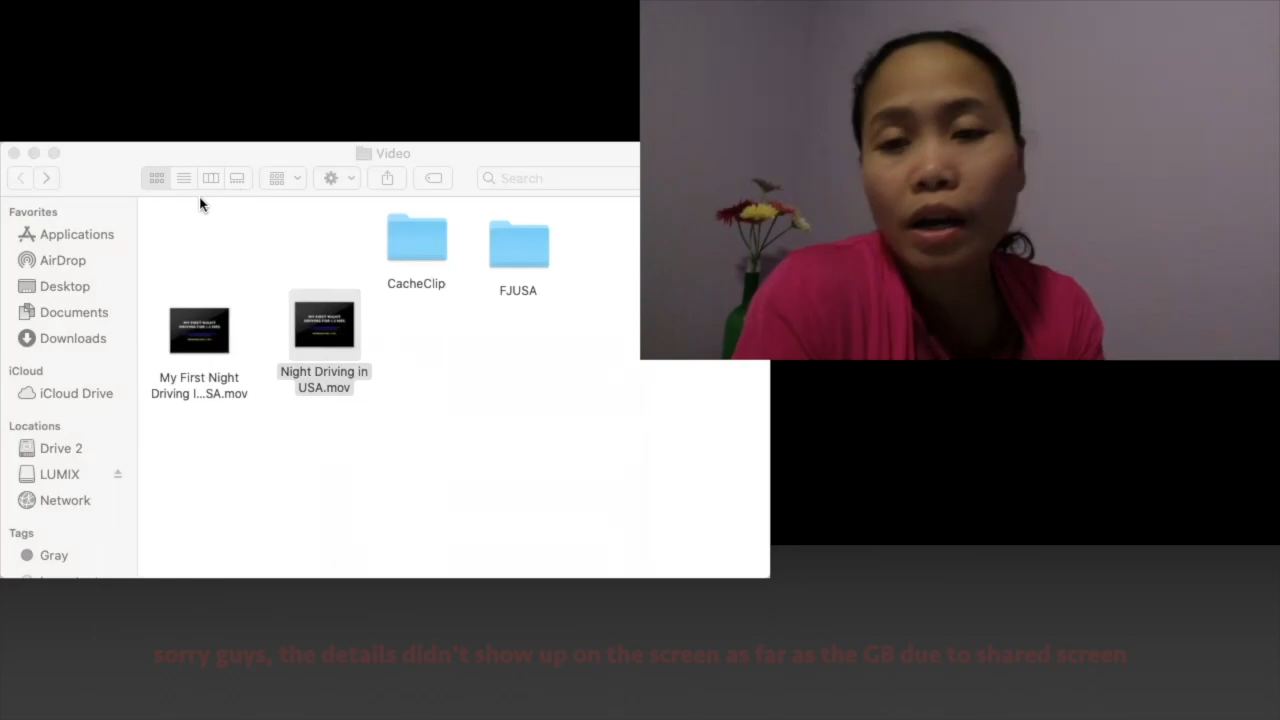 Video
Search
Favorites
Applications
AirDrop
Desktop
Documents
Downloads
iCloud
iCloud Drive
Locations
Drive 2
LUMIX
Network
Tags
Gray
CacheClip
FJUSA
My First Night
Driving I...SA.mov
Night Driving in
USA.mov
sorry guys, the details didn't show up on the screen as far as the GB due to shared screen